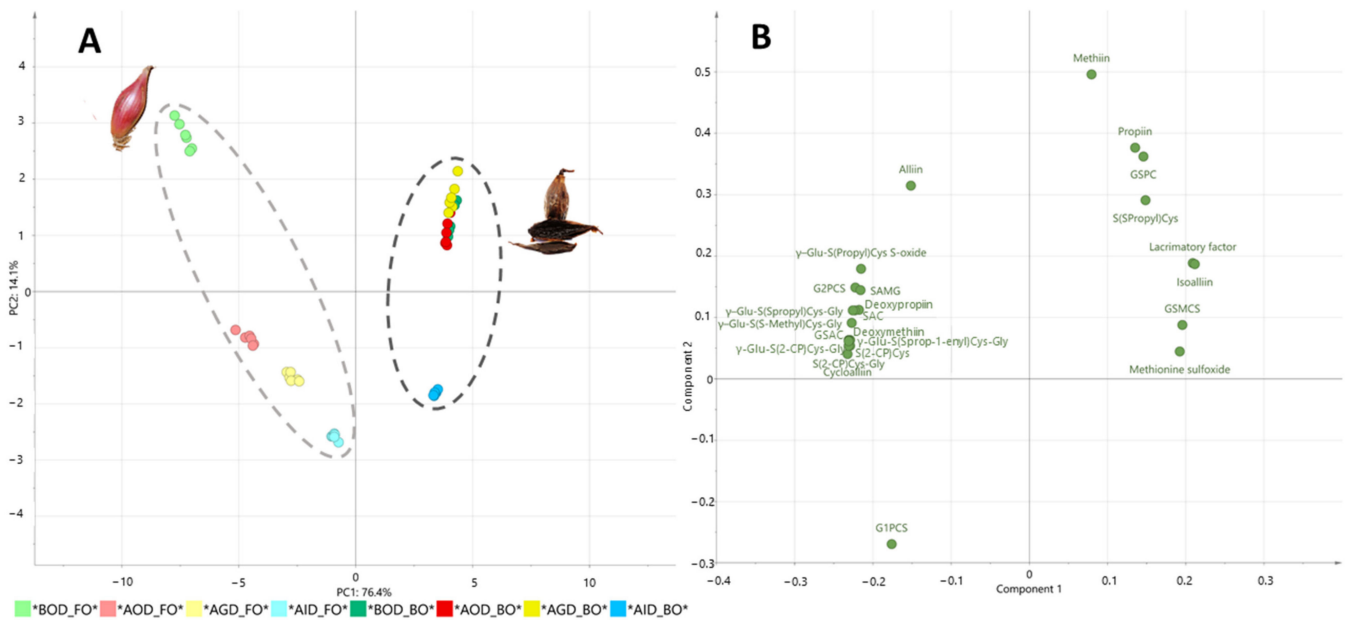 A
4
3
2
1
0
−1
−2
−3
−4
PC2: 14.1%
−10
−5
0
5
10
PC1: 76.4%
*BOD_FO* *AOD_FO* *AGD_FO* *AID_FO* *BOD_BO* *AOD_BO* *AGD_BO* *AID_BO*
B
0.5
0.4
0.3
0.2
0.1
0
−0.1
−0.2
−0.3
Component 2
Methiin
Propiin
GSPC
Alliin
S(SPropyl)Cys
Lacrimatory factor
γ–Glu-S(Propyl)Cys S-oxide
Isoalliin
G2PCS
SAMG
Deoxypropiin
GSMCS
γ–Glu-S(Spropyl)Cys-Gly
SAC
γ–Glu-S(S-Methyl)Cys-Gly
Deoxymethiin
GSAC
γ-Glu-S(Sprop-1-enyl)Cys-Gly
γ–Glu-S(2-CP)Cys-Gly
S(2-CP)Cys
S(2-CP)Cys-Gly
Cycloalliin
Methionine sulfoxide
G1PCS
−0.4
−0.3
−0.2
−0.1
0
0.1
0.2
0.3
Component 1